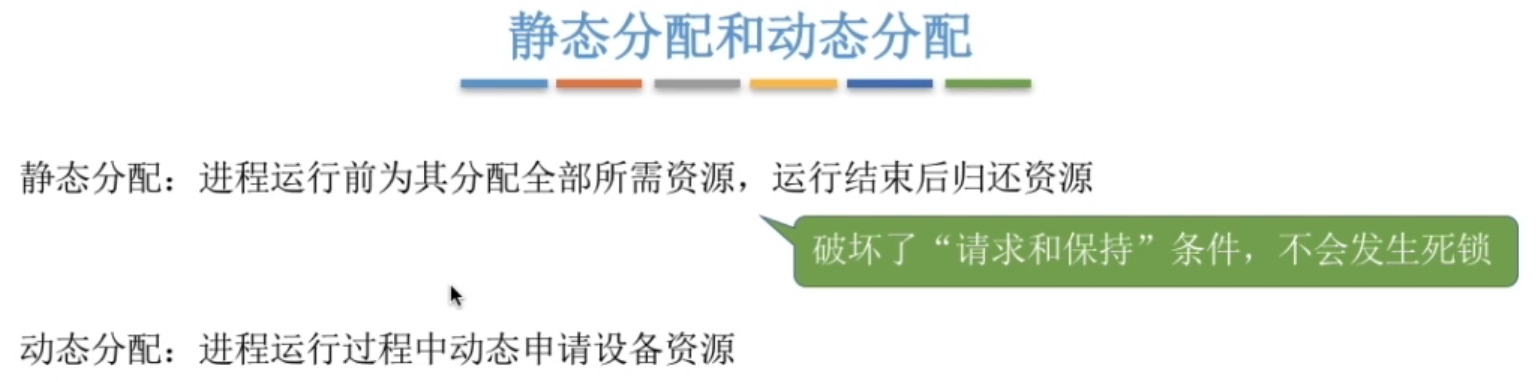 静态分配和动态分配
静态分配：进程运行前为其分配全部所需资源，运行结束后归还资源
破坏了“请求和保持”条件，不会发生死锁
动态分配：进程运行过程中动态申请设备资源